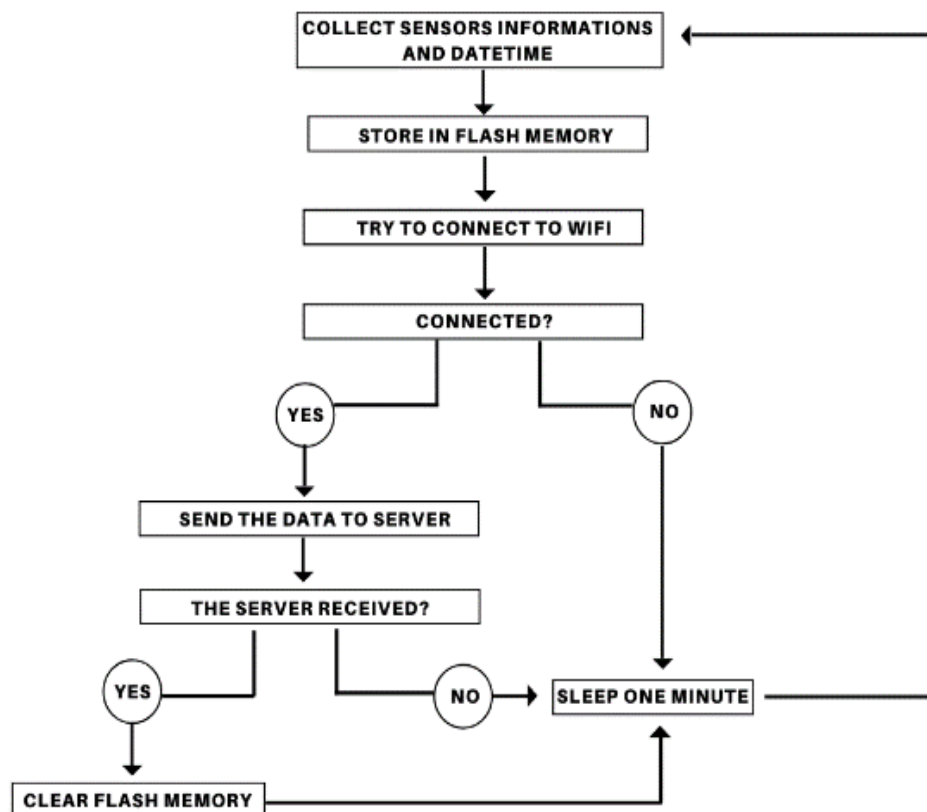 COLLECT SENSORS INFORMATIONS
AND DATETIME
STORE IN FLASH MEMORY
TRY TO CONNECT TO WIFI
CONNECTED?
YES
NO
SEND THE DATA TO SERVER
THE SERVER RECEIVED?
YES
NO
SLEEP ONE MINUTE
CLEAR FLASH MEMORY